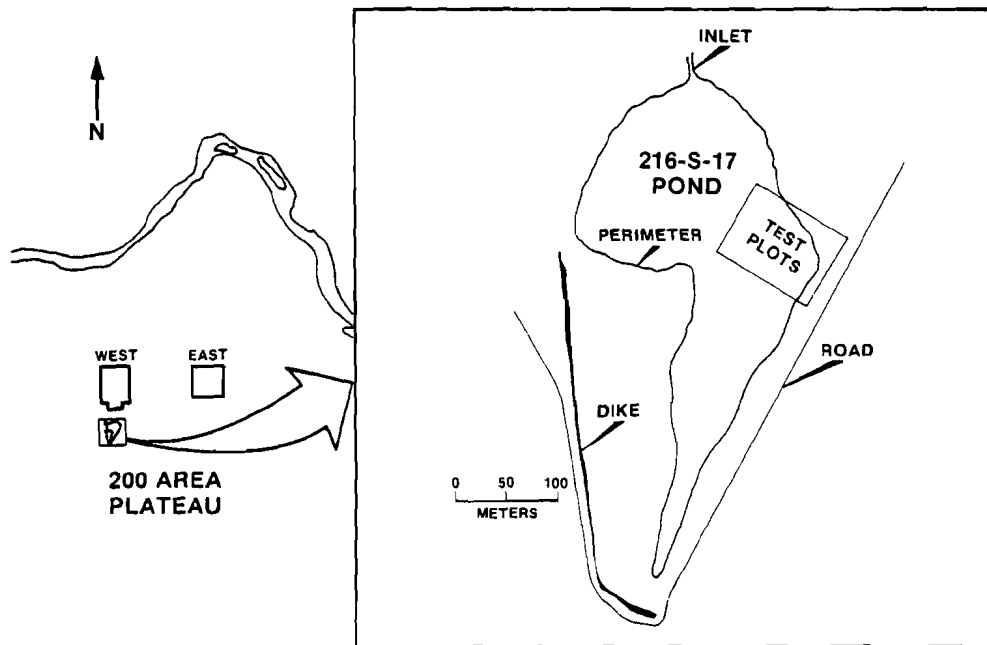 N
WEST EAST
200 AREA
PLATEAU
INLET
216-S-17
POND
TEST
PLOTS
PERIMETER
ROAD
DIKE
0 50 100
METERS